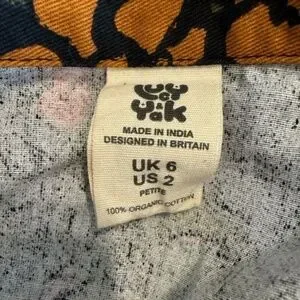 Lucy
& Yak
MADE IN INDIA
DESIGNED IN BRITAIN
UK 6
US 2
PETITE
100% ORGANIC COTTON